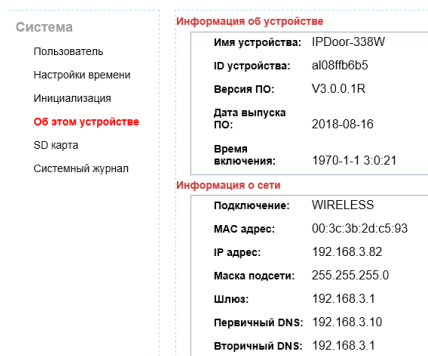 Система
Пользователь
Настройки времени
Инициализация
Об этом устройстве
SD карта
Системный журнал
Информация об устройстве
Имя устройства: IPDoor-338W
ID устройства: al08ffb6b5
Версия ПО: V3.0.0.1R
Дата выпуска
ПО: 2018-08-16
Время
включения: 1970-1-1 3:0:21
Информация о сети
Подключение: WIRELESS
MAC адрес: 00:3c:3b:2d:c5:93
IP адрес: 192.168.3.82
Маска подсети: 255.255.255.0
Шлюз: 192.168.3.1
Первичный DNS: 192.168.3.10
Вторичный DNS: 192.168.3.1